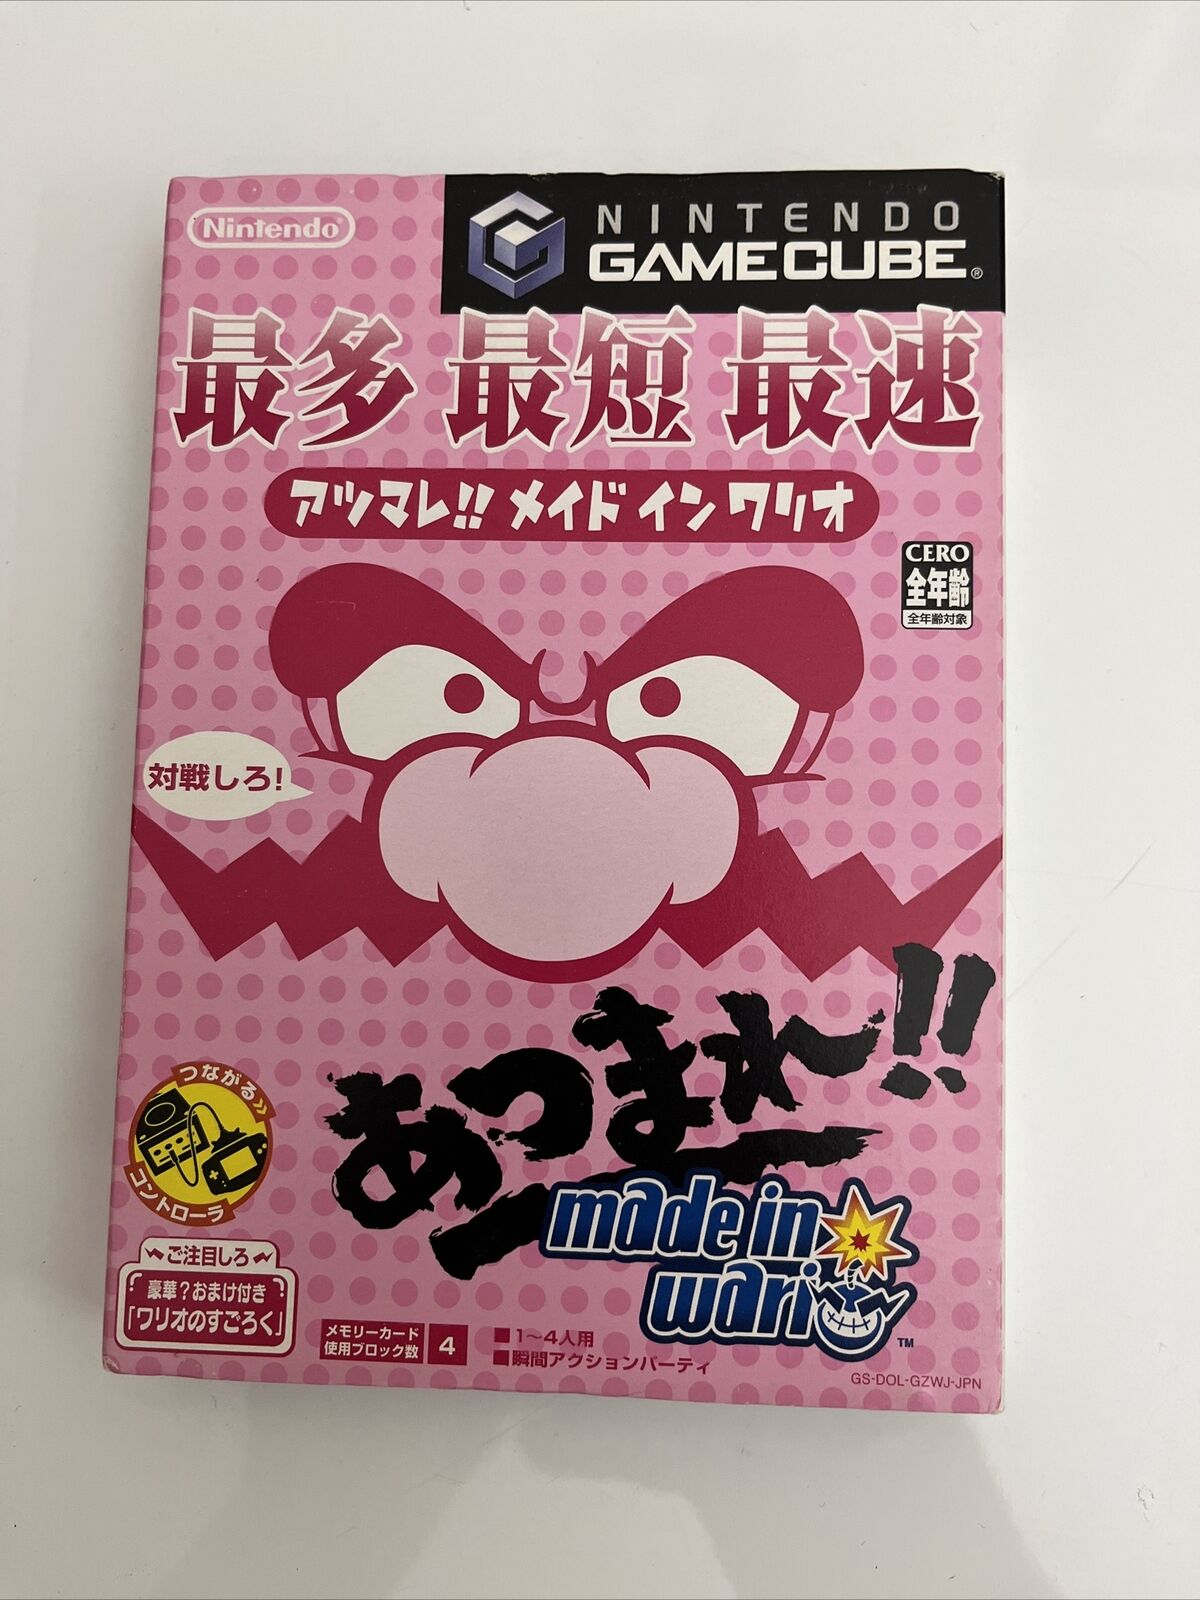 Nintendo®
NINTENDO
GAMECUBE®
最多 最短 最速
アツマレ!! メイド イン ワリオ
CERO
全年齢
全年齢対象
対戦しろ!
あつまれー!!
made in
wario
TM
つながる»
コントローラ
ご注目しろ
豪華?おまけ付き
「ワリオのすごろく」
メモリーカード
使用ブロック数
4
■1〜4人用
■瞬間アクションパーティ
GS-DOL-GZWJ-JPN